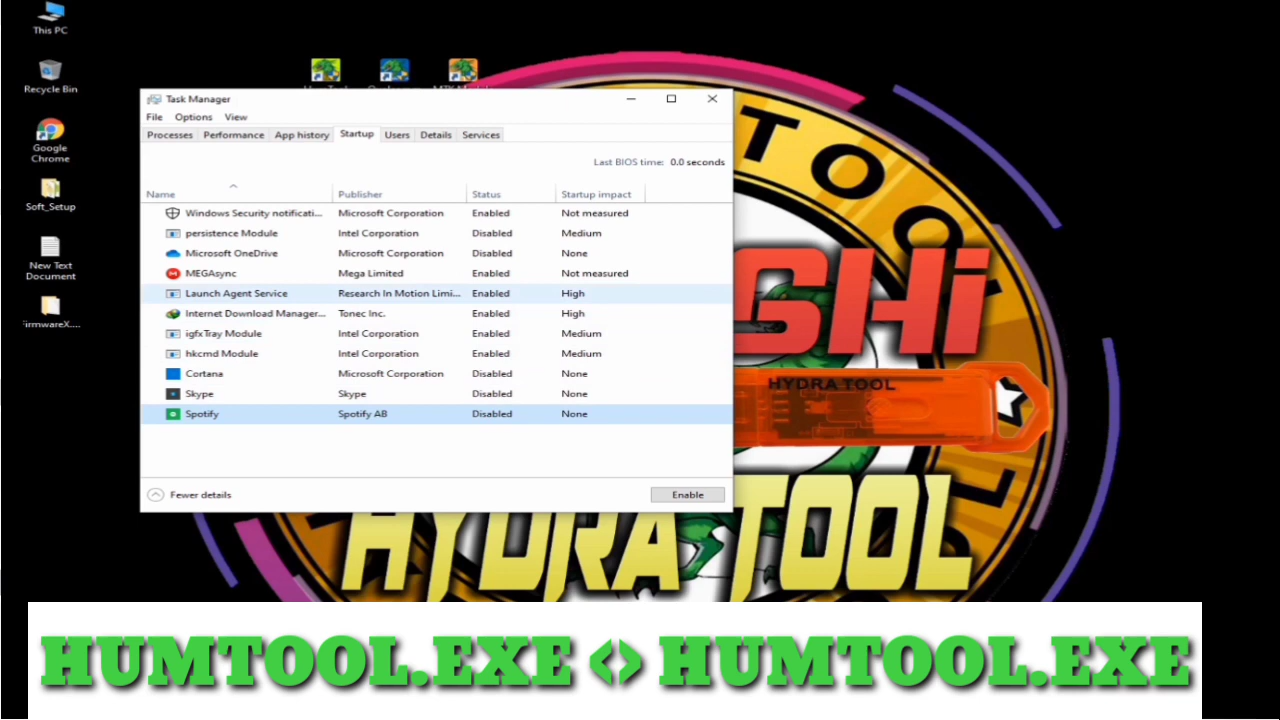 This PC
Recycle Bin
Google
Chrome
Soft_Setup
New Text
Document
Task Manager
File Options View
Processes Performance App history Startup Users Details Services
Last BIOS time: 0.0 seconds
Name Publisher Status Startup impact
Windows Security notificati... Microsoft Corporation Enabled Not measured
persistence Module Intel Corporation Disabled Medium
Microsoft OneDrive Microsoft Corporation Disabled None
MEGAsync Mega Limited Enabled Not measured
Launch Agent Service Research In Motion Limi... Enabled High
Internet Download Manager... Tonec Inc. Enabled High
igfxTray Module Intel Corporation Enabled Medium
hkcmd Module Intel Corporation Enabled Medium
Cortana Microsoft Corporation Disabled None
Skype Skype Disabled None
Spotify Spotify AB Disabled None
Fewer details Enable
HYDRA TOOL
HYDRA TOOL
HUMTOOL.EXE <> HUMTOOL.EXE